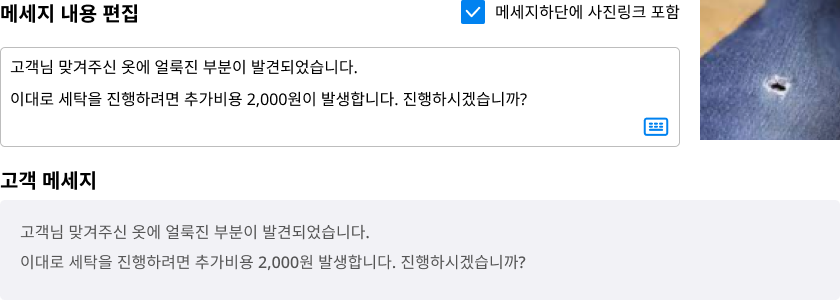 메세지 내용 편집
메세지하단에 사진링크 포함
고객님 맞겨주신 옷에 얼룩진 부분이 발견되었습니다.
이대로 세탁을 진행하려면 추가비용 2,000원이 발생합니다. 진행하시겠습니까?
고객 메세지
고객님 맞겨주신 옷에 얼룩진 부분이 발견되었습니다.
이대로 세탁을 진행하려면 추가비용 2,000원 발생합니다. 진행하시겠습니까?